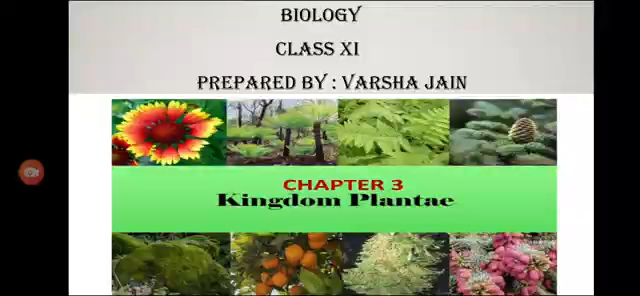 BIOLOGY
CLASS XI
PREPARED BY : VARSHA JAIN
CHAPTER 3
Kingdom Plantae